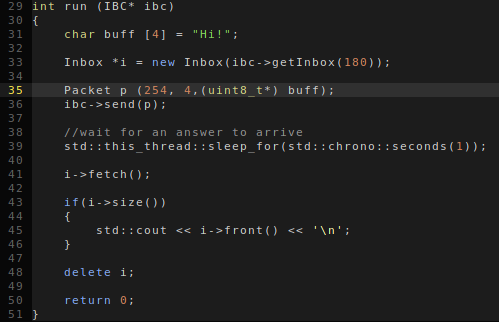 29 int run (IBC* ibc)
30 {
31     char buff [4] = "Hi!";
32
33     Inbox *i = new Inbox(ibc->getInbox(180));
34
35     Packet p (254, 4,(uint8_t*) buff);
36     ibc->send(p);
37
38     //wait for an answer to arrive
39     std::this_thread::sleep_for(std::chrono::seconds(1));
40
41     i->fetch();
42
43     if(i->size())
44     {
45         std::cout << i->front() << '\n';
46     }
47
48     delete i;
49
50     return 0;
51 }